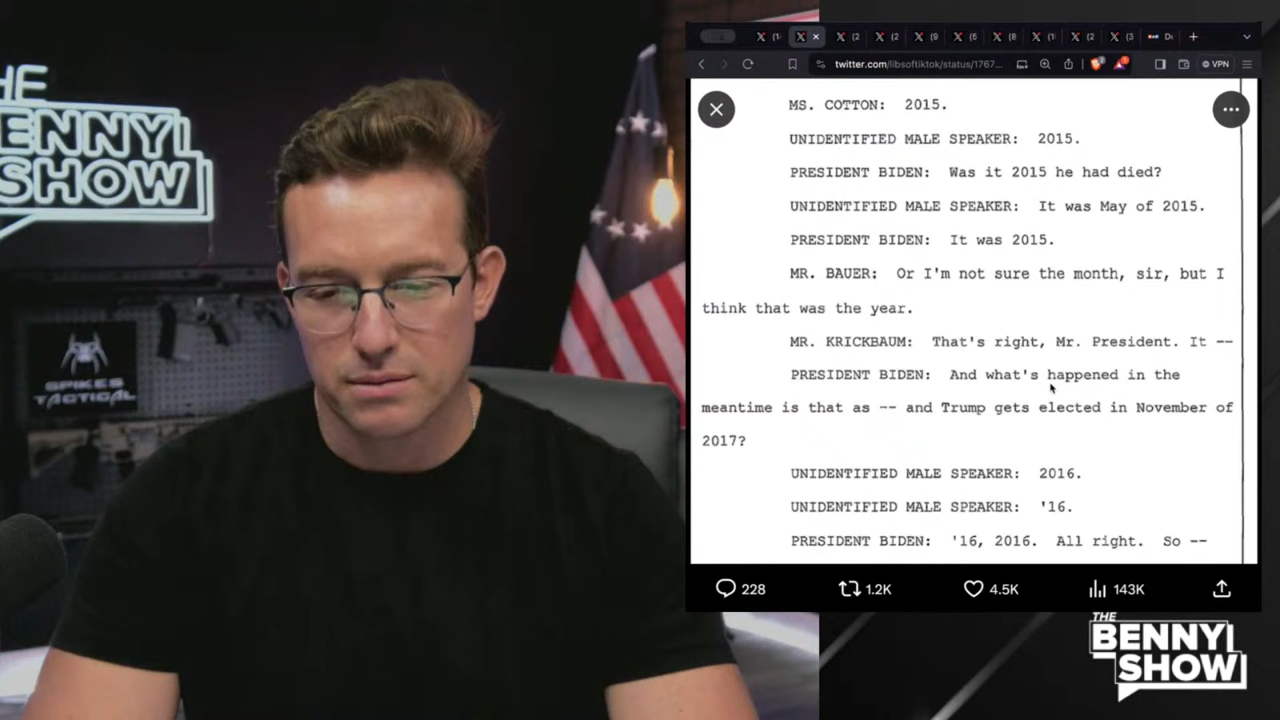 THE
BENNY
SHOW
SPIKES
TACTICAL
twitter.com/libsoftiktok/status/1767...
VPN
MS. COTTON: 2015.
UNIDENTIFIED MALE SPEAKER: 2015.
PRESIDENT BIDEN: Was it 2015 he had died?
UNIDENTIFIED MALE SPEAKER: It was May of 2015.
PRESIDENT BIDEN: It was 2015.
MR. BAUER: Or I'm not sure the month, sir, but I
think that was the year.
MR. KRICKBAUM: That's right, Mr. President. It --
PRESIDENT BIDEN: And what's happened in the
meantime is that as -- and Trump gets elected in November of
2017?
UNIDENTIFIED MALE SPEAKER: 2016.
UNIDENTIFIED MALE SPEAKER: '16.
PRESIDENT BIDEN: '16, 2016. All right. So --
228 1.2K 4.5K 143K
THE
BENNY
SHOW